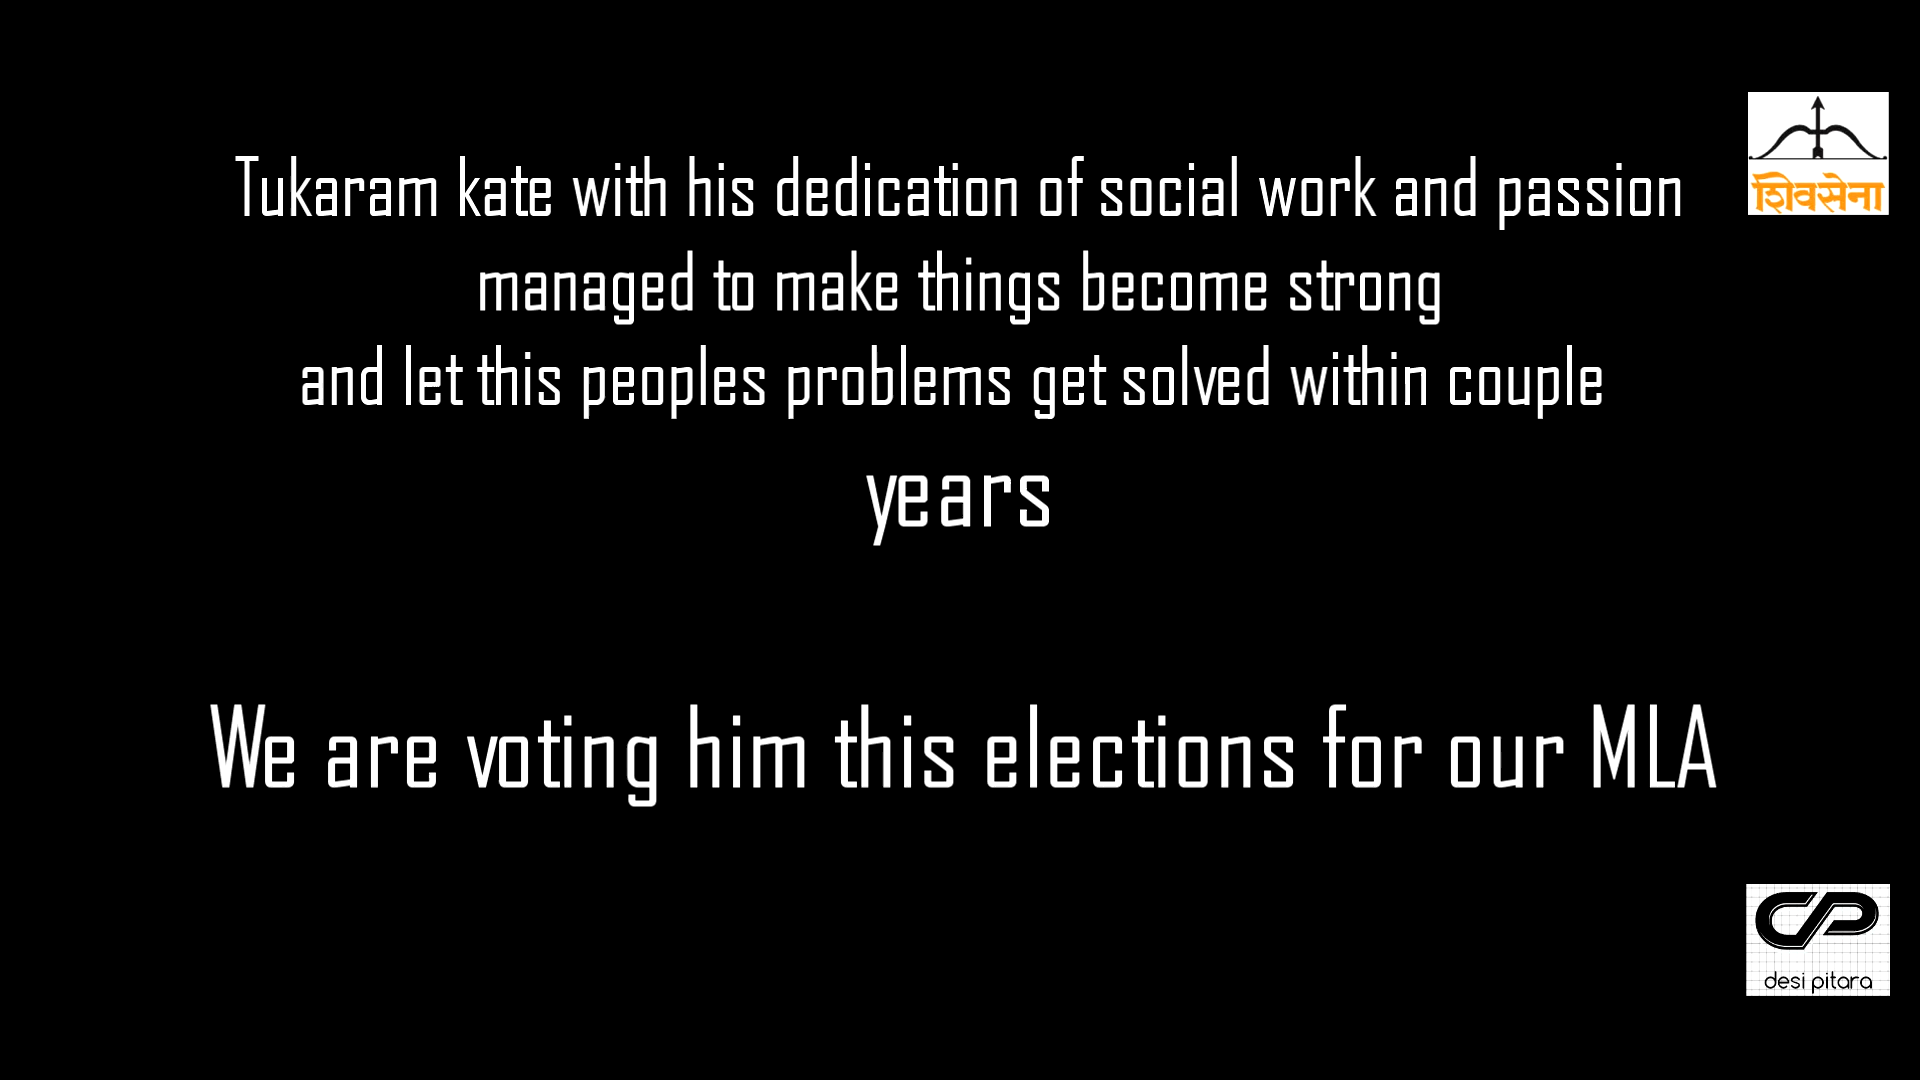 Tukaram kate with his dedication of social work and passion
managed to make things become strong
and let this peoples problems get solved within couple
years
We are voting him this elections for our MLA
शिवसेना
desi pitara